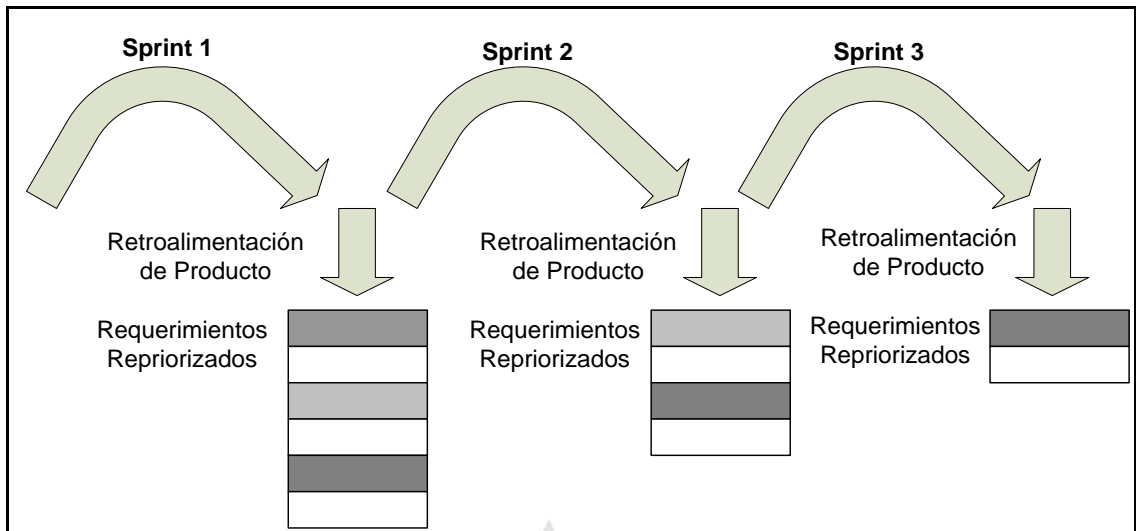 Sprint 1
Sprint 2
Sprint 3
Retroalimentación
de Producto
Retroalimentación
de Producto
Retroalimentación
de Producto
Requerimientos
Repriorizados
Requerimientos
Repriorizados
Requerimientos
Repriorizados